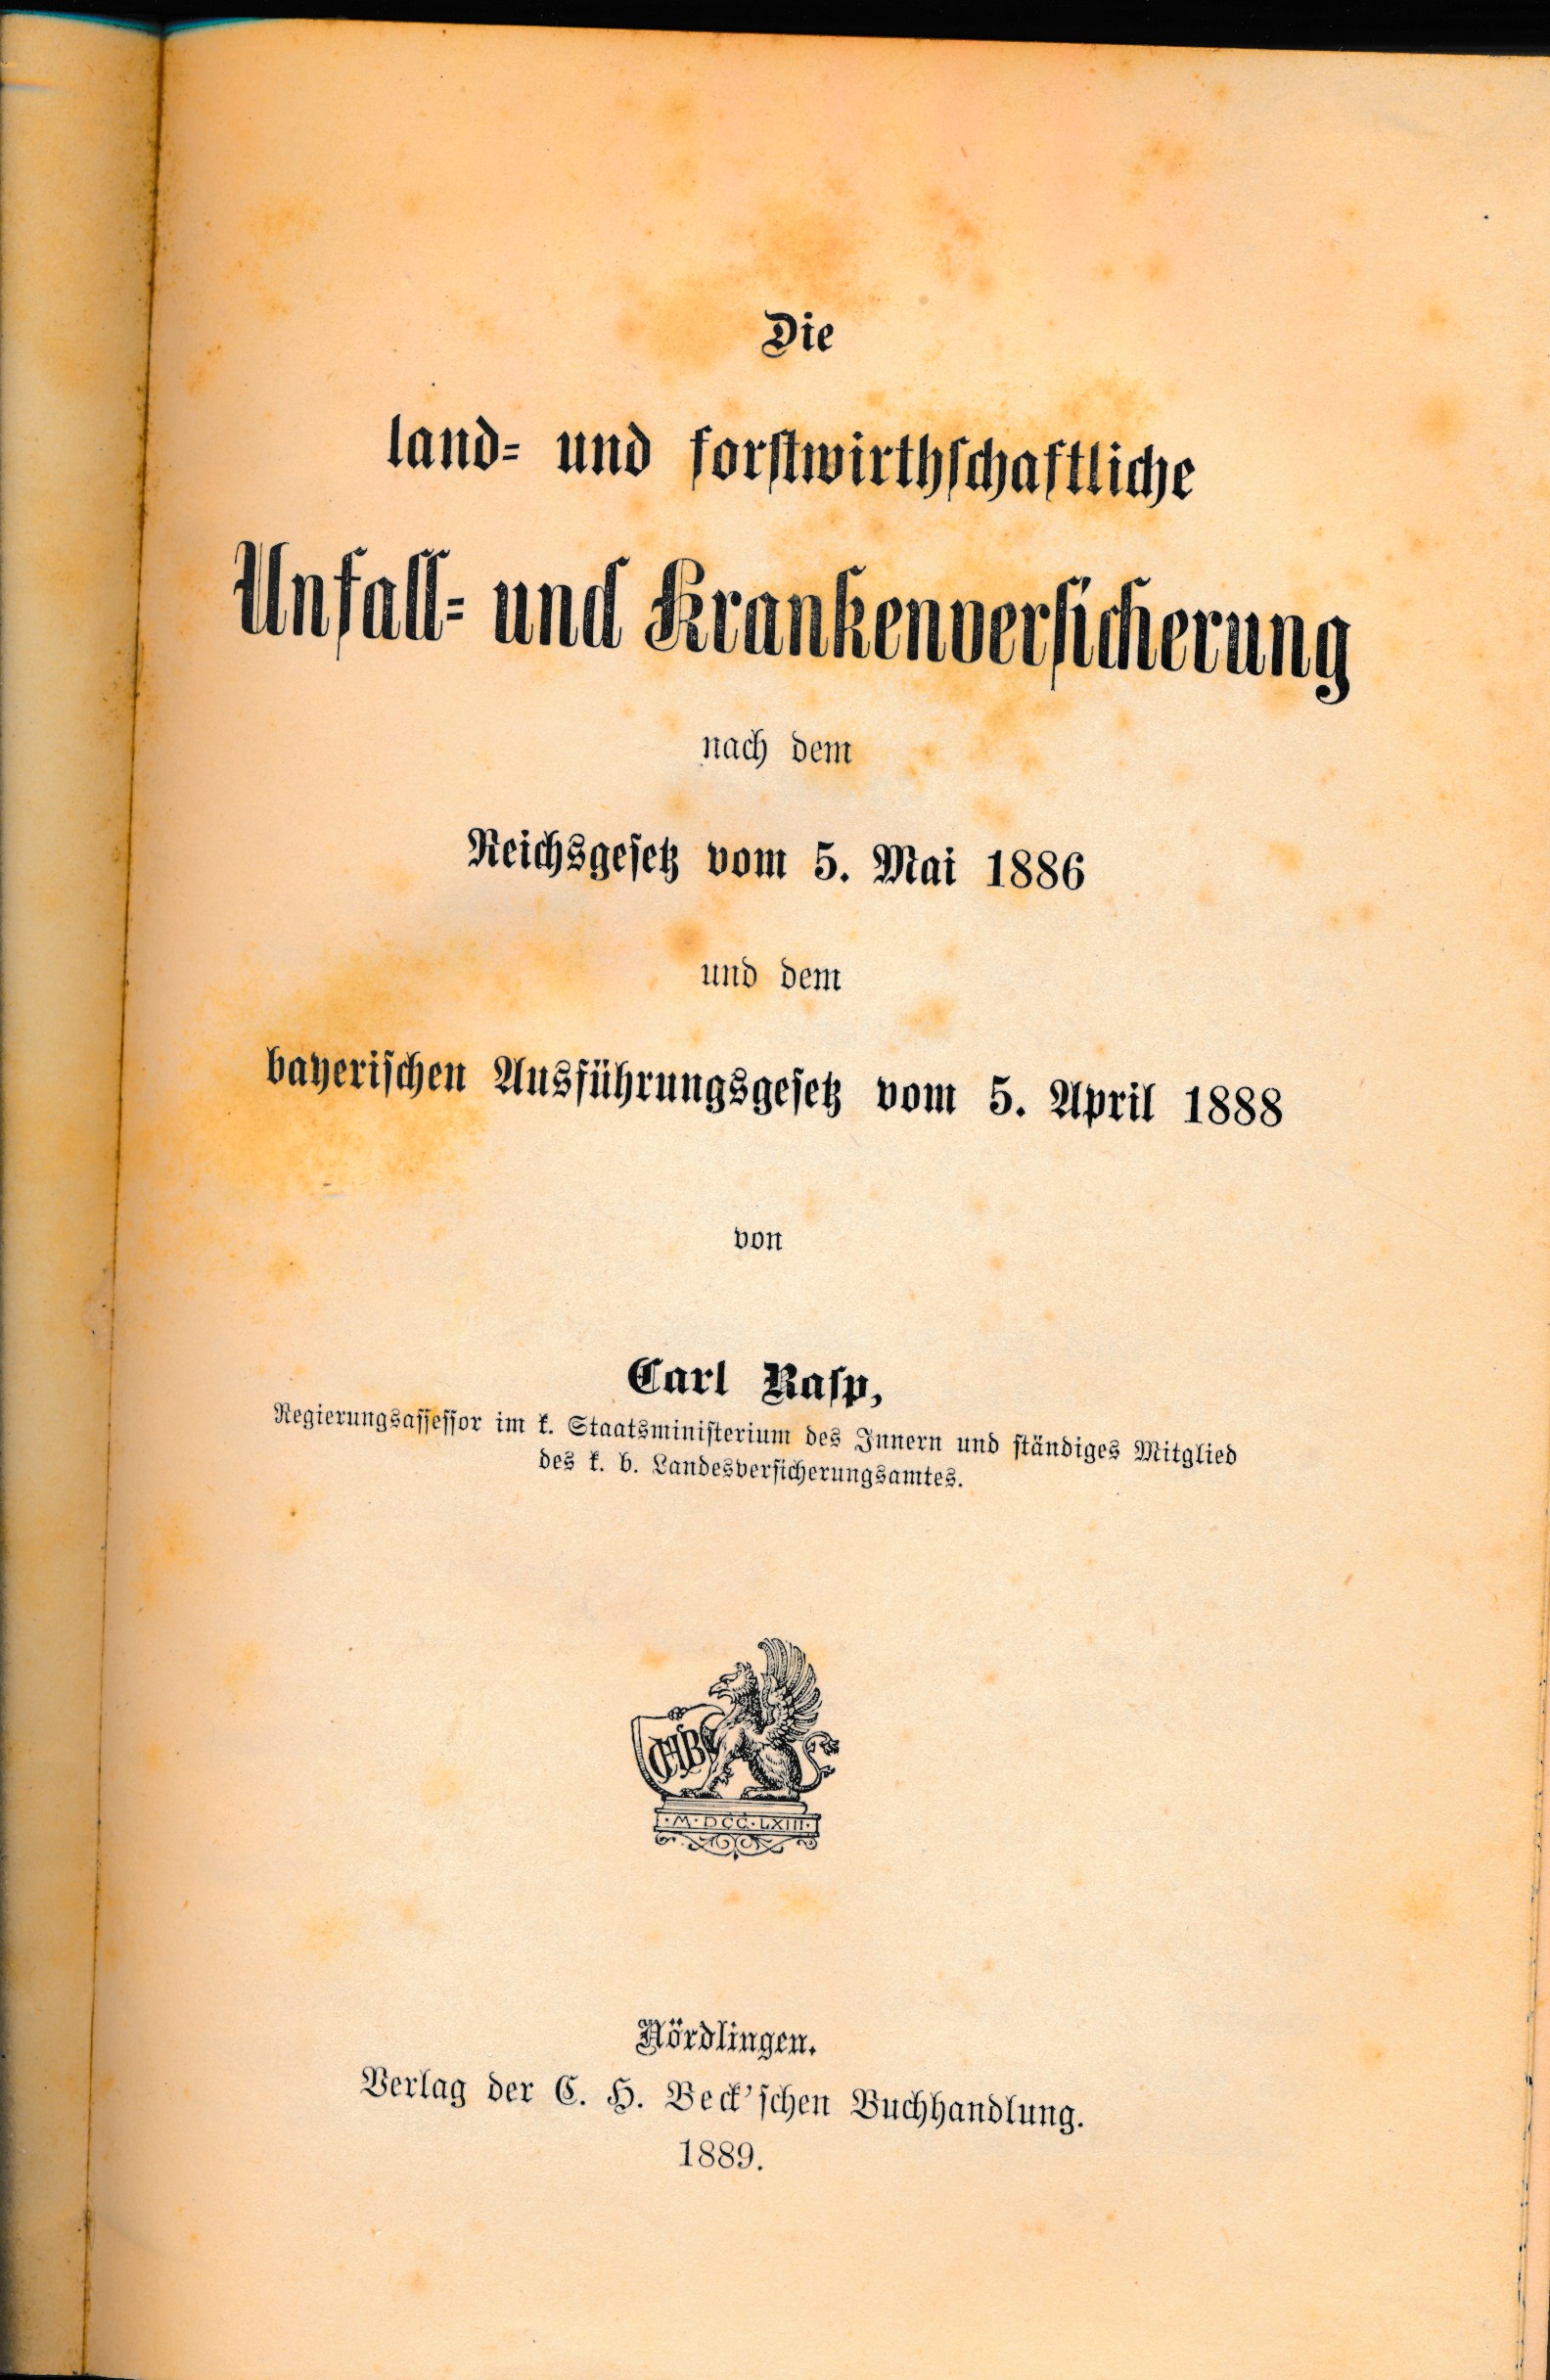 Die
land- und forstwirthschaftliche
Unfall- und Krankenversicherung
nach dem
Reichsgesetz vom 5. Mai 1886
und dem
bayerischen Ausführungsgesetz vom 5. April 1888
von
Carl Rasp,
Regierungsassessor im k. Staatsministerium des Innern und ständiges Mitglied
des k. b. Landesversicherungsamtes.
·M·DCC·LXIII·
Nördlingen.
Verlag der C. H. Beck'schen Buchhandlung.
1889.